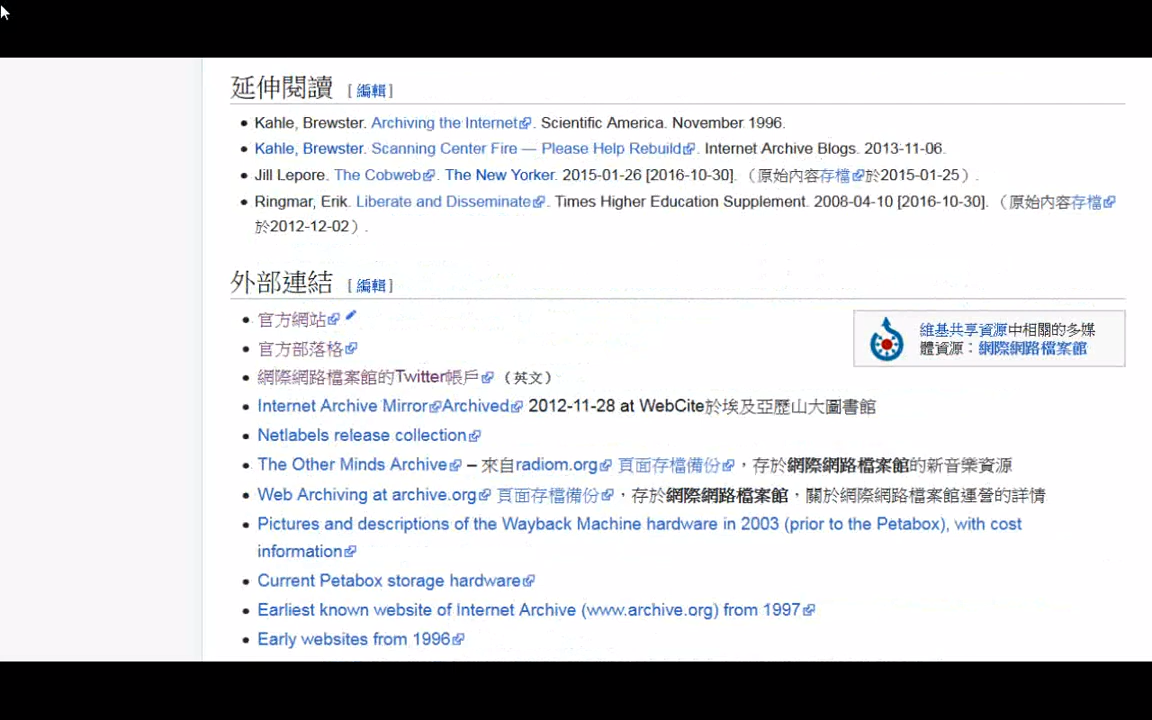 延伸閱讀 [編輯]
Kahle, Brewster. Archiving the Internet. Scientific America. November 1996.
Kahle, Brewster. Scanning Center Fire — Please Help Rebuild. Internet Archive Blogs. 2013-11-06.
Jill Lepore. The Cobweb. The New Yorker. 2015-01-26 [2016-10-30]. （原始內容存檔於2015-01-25）.
Ringmar, Erik. Liberate and Disseminate. Times Higher Education Supplement. 2008-04-10 [2016-10-30]. （原始內容存檔
於2012-12-02）.
外部連結 [編輯]
官方網站
官方部落格
網際網路檔案館的Twitter帳戶（英文）
Internet Archive MirrorArchived 2012-11-28 at WebCite於埃及亞歷山大圖書館
Netlabels release collection
The Other Minds Archive – 來自radiom.org 頁面存檔備份，存於網際網路檔案館的新音樂資源
Web Archiving at archive.org 頁面存檔備份，存於網際網路檔案館，關於網際網路檔案館運營的詳情
Pictures and descriptions of the Wayback Machine hardware in 2003 (prior to the Petabox), with cost
information
Current Petabox storage hardware
Earliest known website of Internet Archive (www.archive.org) from 1997
Early websites from 1996
維基共享資源中相關的多媒
體資源：網際網路檔案館